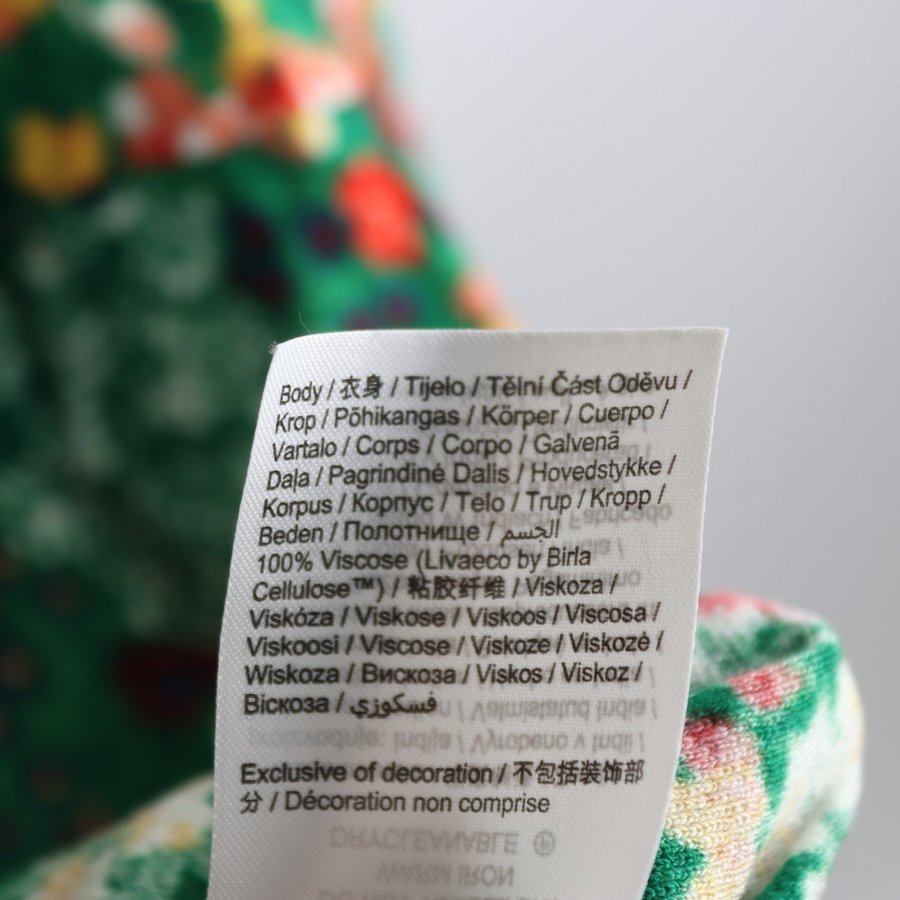 Body / 衣身 / Tijelo / Tělní Část Oděvu /
Krop / Põhikangas / Körper / Cuerpo /
Vartalo / Corps / Corpo / Galvenā
Daļa / Pagrindinė Dalis / Hovedstykke /
Korpus / Корпус / Telo / Trup / Kropp /
Beden / Полотнище / الجسم
100% Viscose (Livaeco by Birla
Cellulose™) / 粘胶纤维 / Viskoza /
Viskóza / Viskose / Viskoos / Viscosa /
Viskoosi / Viscose / Viskoze / Viskozė /
Wiskoza / Вискоза / Viskos / Viskoz /
Віскоза / فسكوزي
Exclusive of decoration / 不包括装饰部
分 / Décoration non comprise
DRYCLEANABLE Ⓟ
WARM IRON